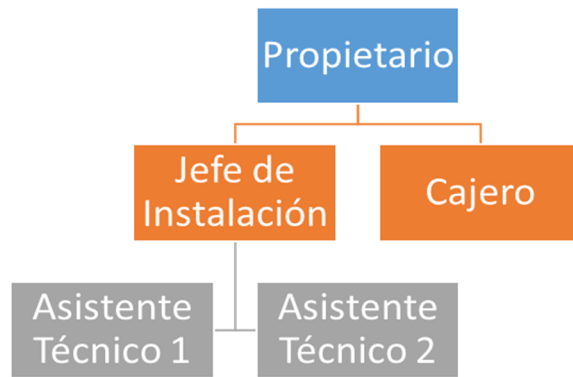 Propietario
Jefe de
Instalación
Cajero
Asistente
Técnico 1
Asistente
Técnico 2